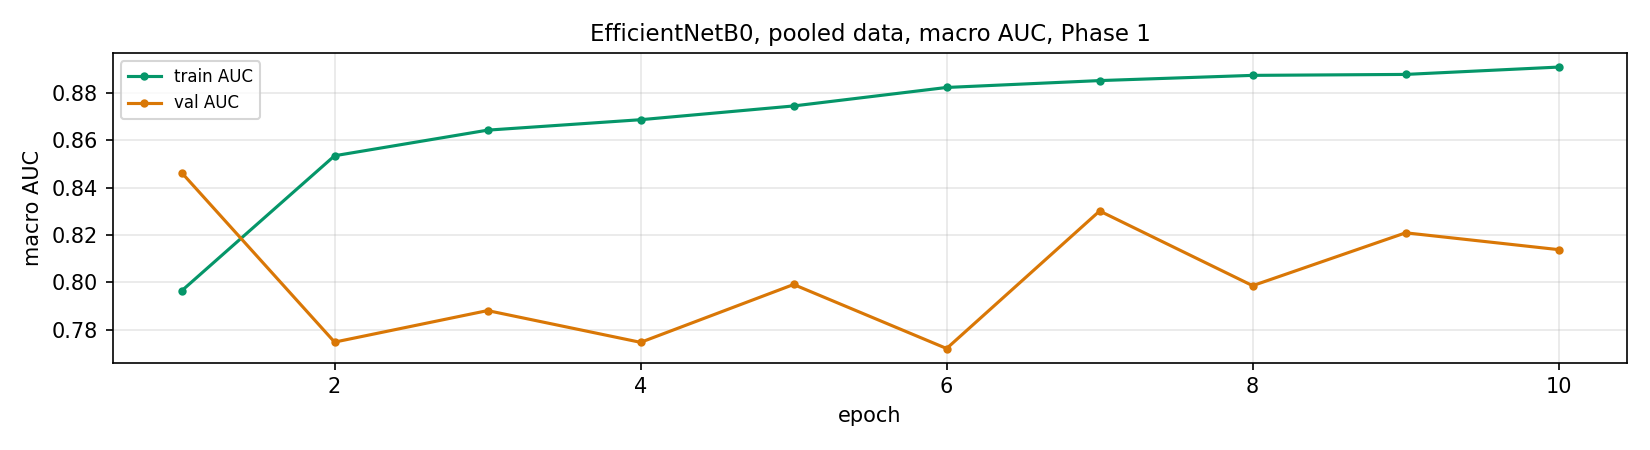 EfficientNetB0, pooled data, macro AUC, Phase 1
train AUC
val AUC
macro AUC
0.88
0.86
0.84
0.82
0.80
0.78
2
4
6
8
10
epoch